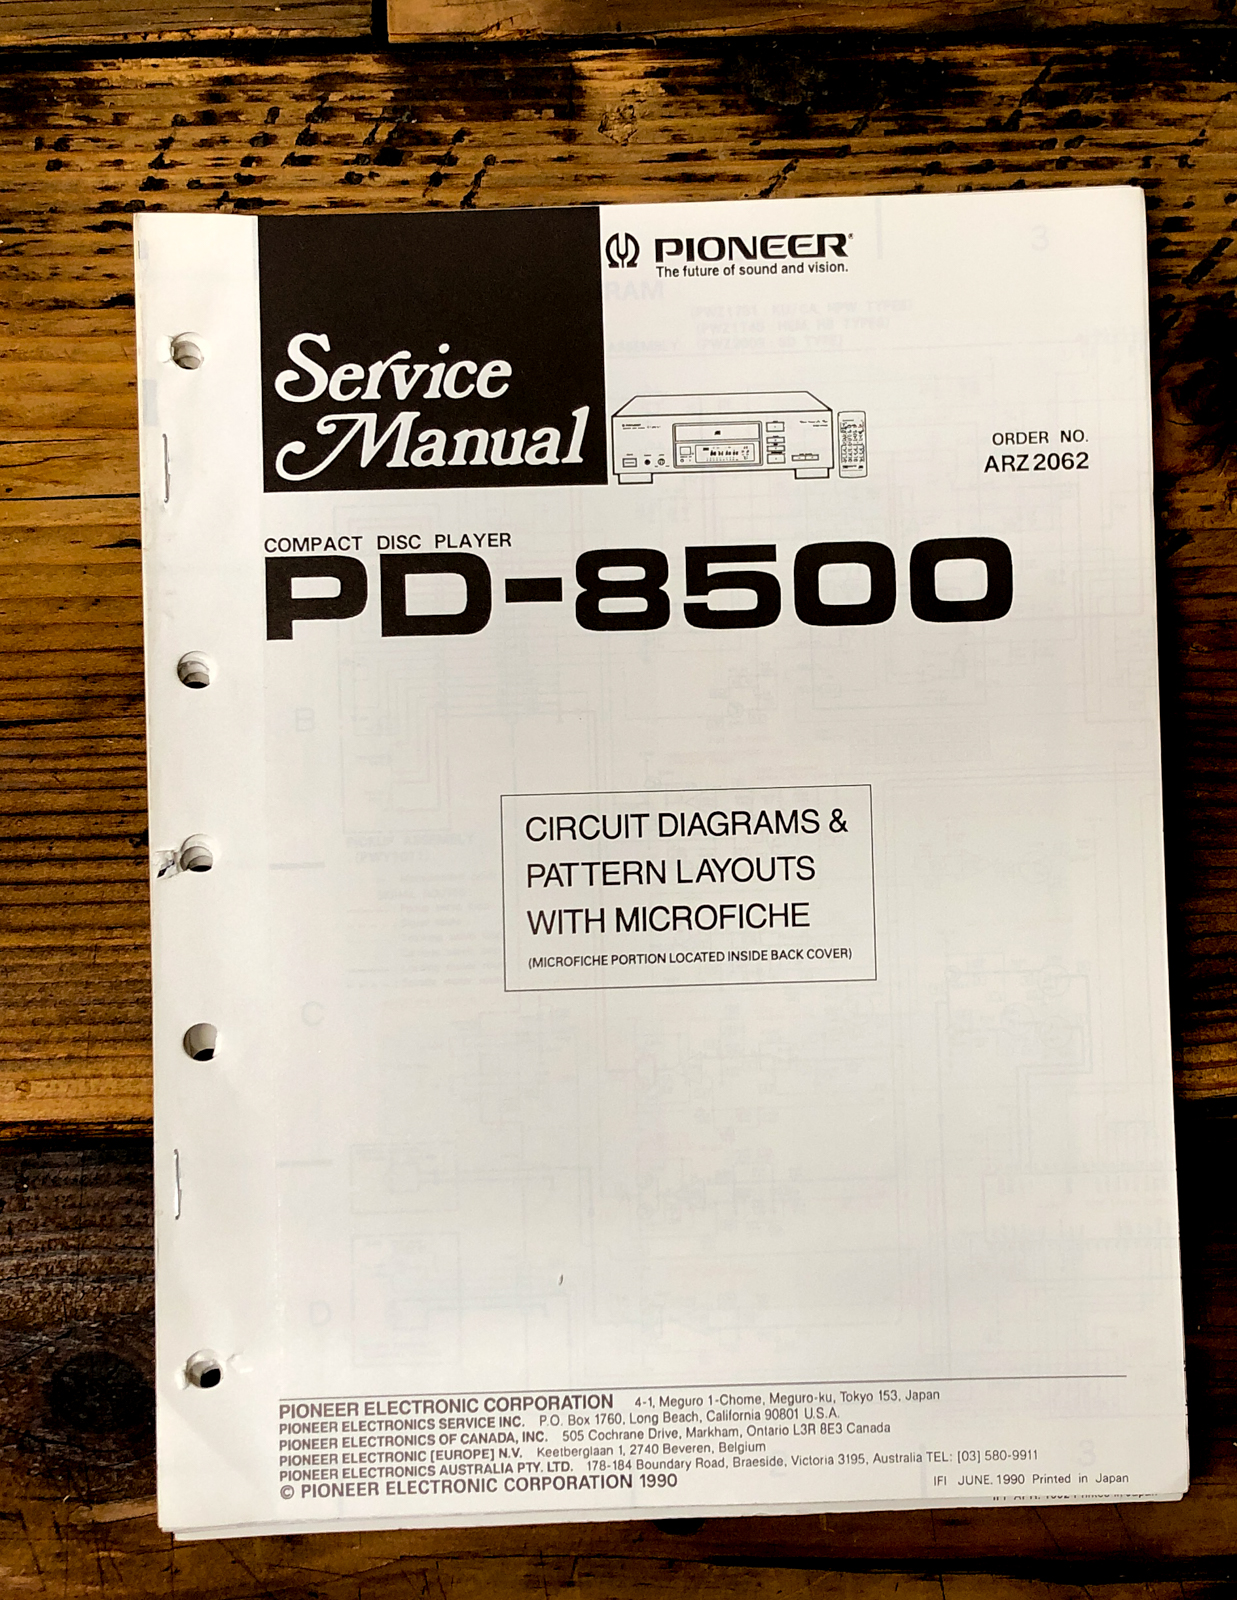 PIONEER
The future of sound and vision.
Service
Manual
ORDER NO.
ARZ2062
COMPACT DISC PLAYER
PD-8500
CIRCUIT DIAGRAMS &
PATTERN LAYOUTS
WITH MICROFICHE
(MICROFICHE PORTION LOCATED INSIDE BACK COVER)
PIONEER ELECTRONIC CORPORATION 4-1, Meguro 1-Chome, Meguro-ku, Tokyo 153, Japan
PIONEER ELECTRONICS SERVICE INC. P.O. Box 1760, Long Beach, California 90801 U.S.A.
PIONEER ELECTRONICS OF CANADA, INC. 505 Cochrane Drive, Markham, Ontario L3R 8E3 Canada
PIONEER ELECTRONIC [EUROPE] N.V. Keetberglaan 1, 2740 Beveren, Belgium
PIONEER ELECTRONICS AUSTRALIA PTY. LTD. 178-184 Boundary Road, Braeside, Victoria 3195, Australia TEL: [03] 580-9911
© PIONEER ELECTRONIC CORPORATION 1990
IFI JUNE. 1990 Printed in Japan